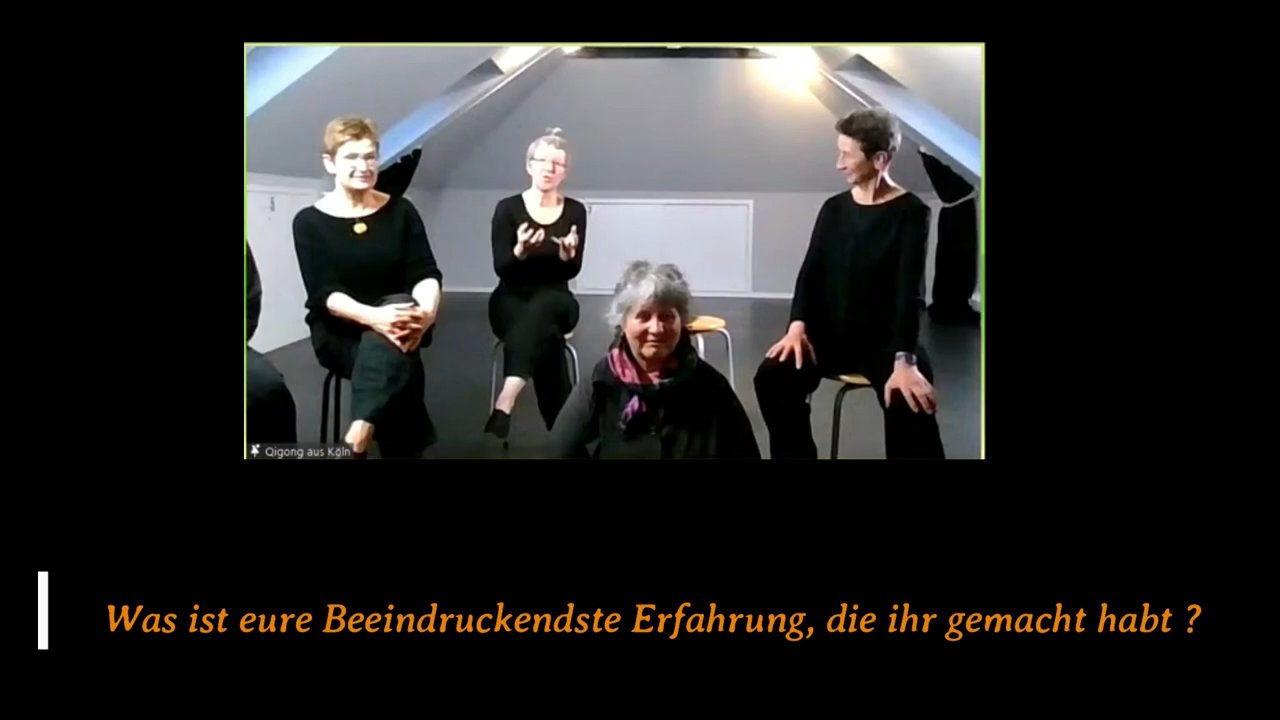 Qigong aus Köln
Was ist eure Beeindruckendste Erfahrung, die ihr gemacht habt ?